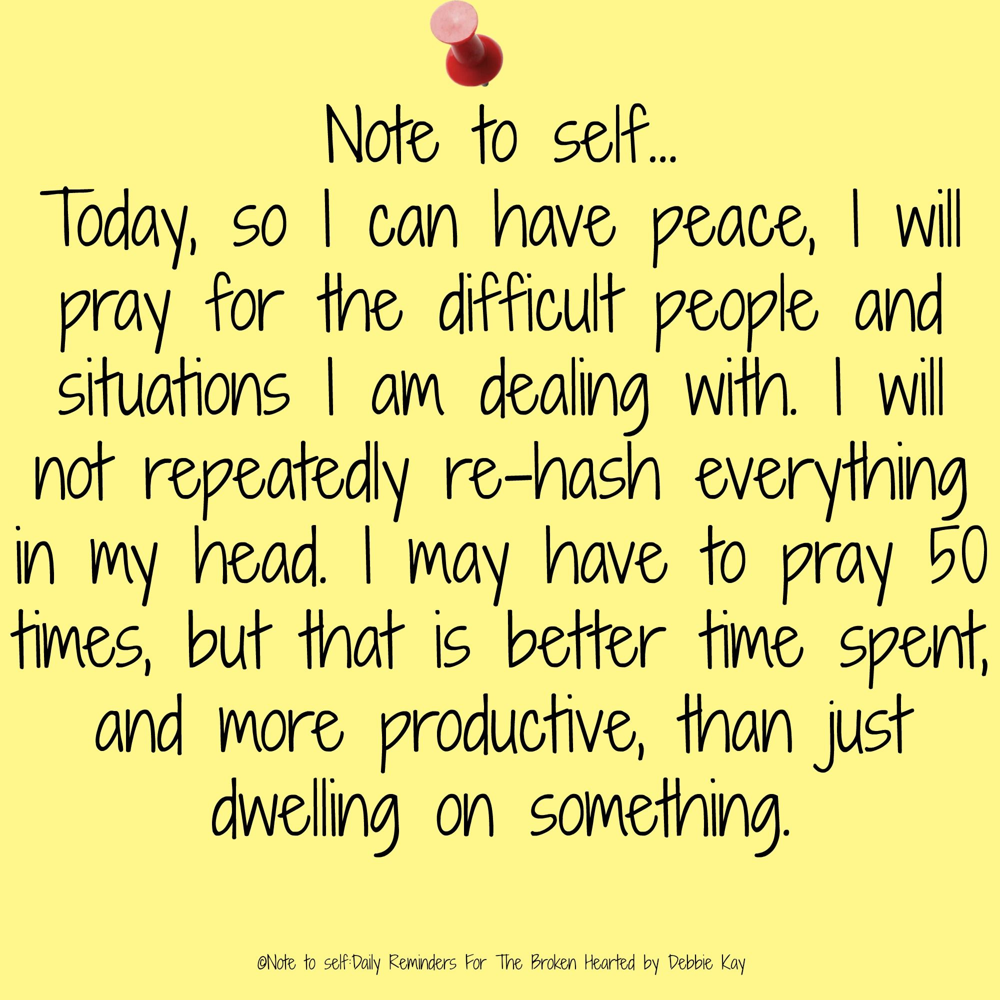 Note to self...
Today, so I can have peace, I will
pray for the difficult people and
situations I am dealing with. I will
not repeatedly re-hash everything
in my head. I may have to pray 50
times, but that is better time spent,
and more productive, than just
dwelling on something.
©Note to self:Daily Reminders For The Broken Hearted by Debbie Kay